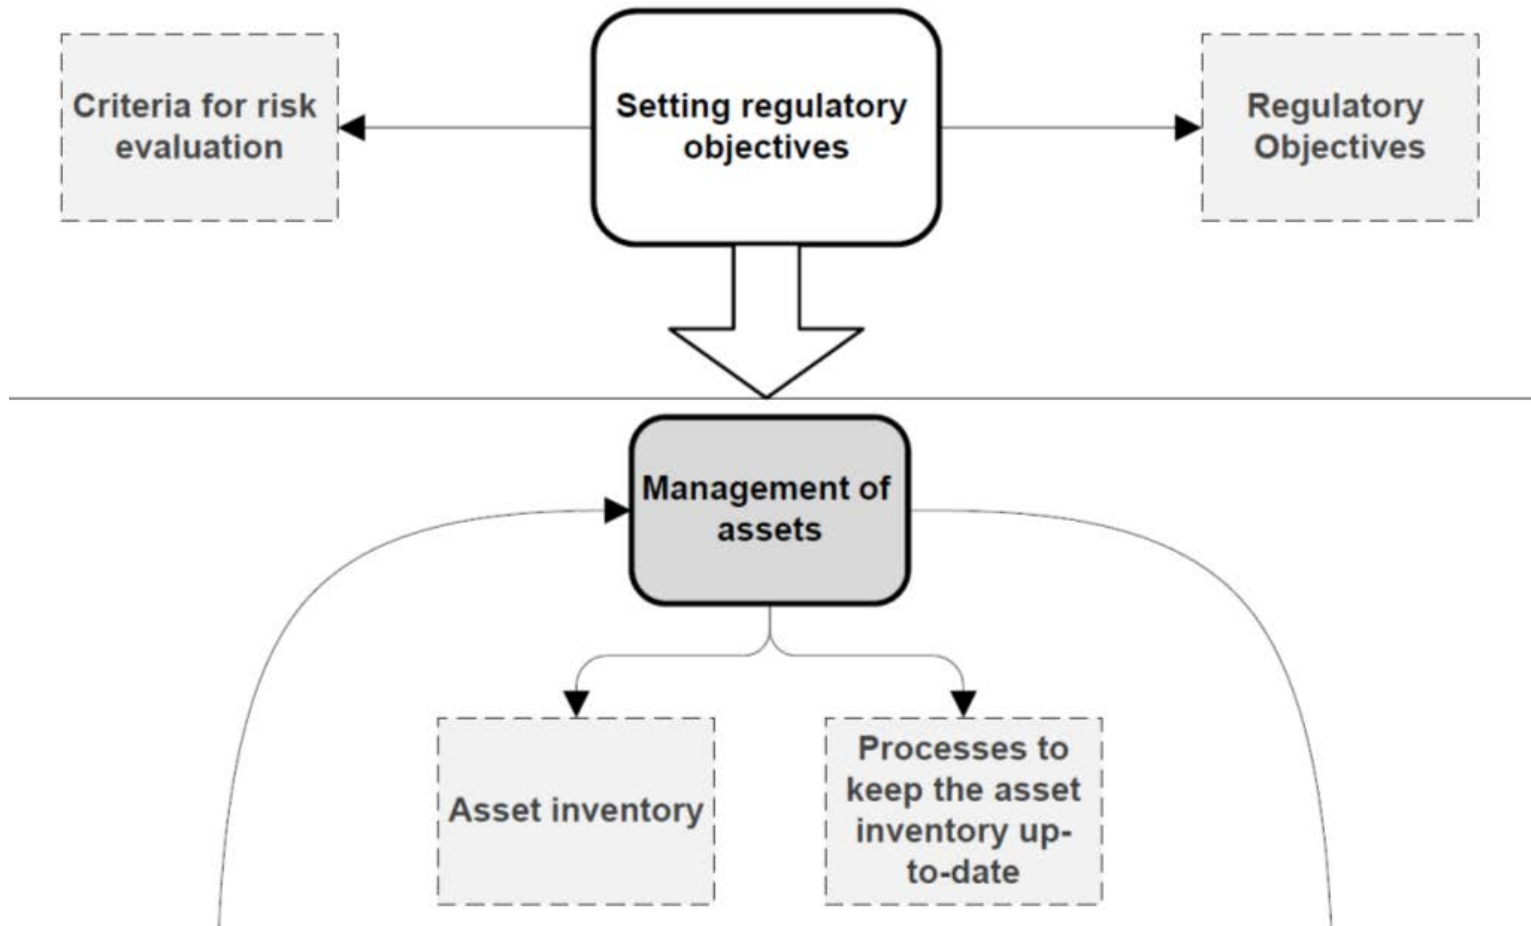 Criteria for risk
evaluation
Setting regulatory
objectives
Regulatory
Objectives
Management of
assets
Asset inventory
Processes to
keep the asset
inventory up-
to-date